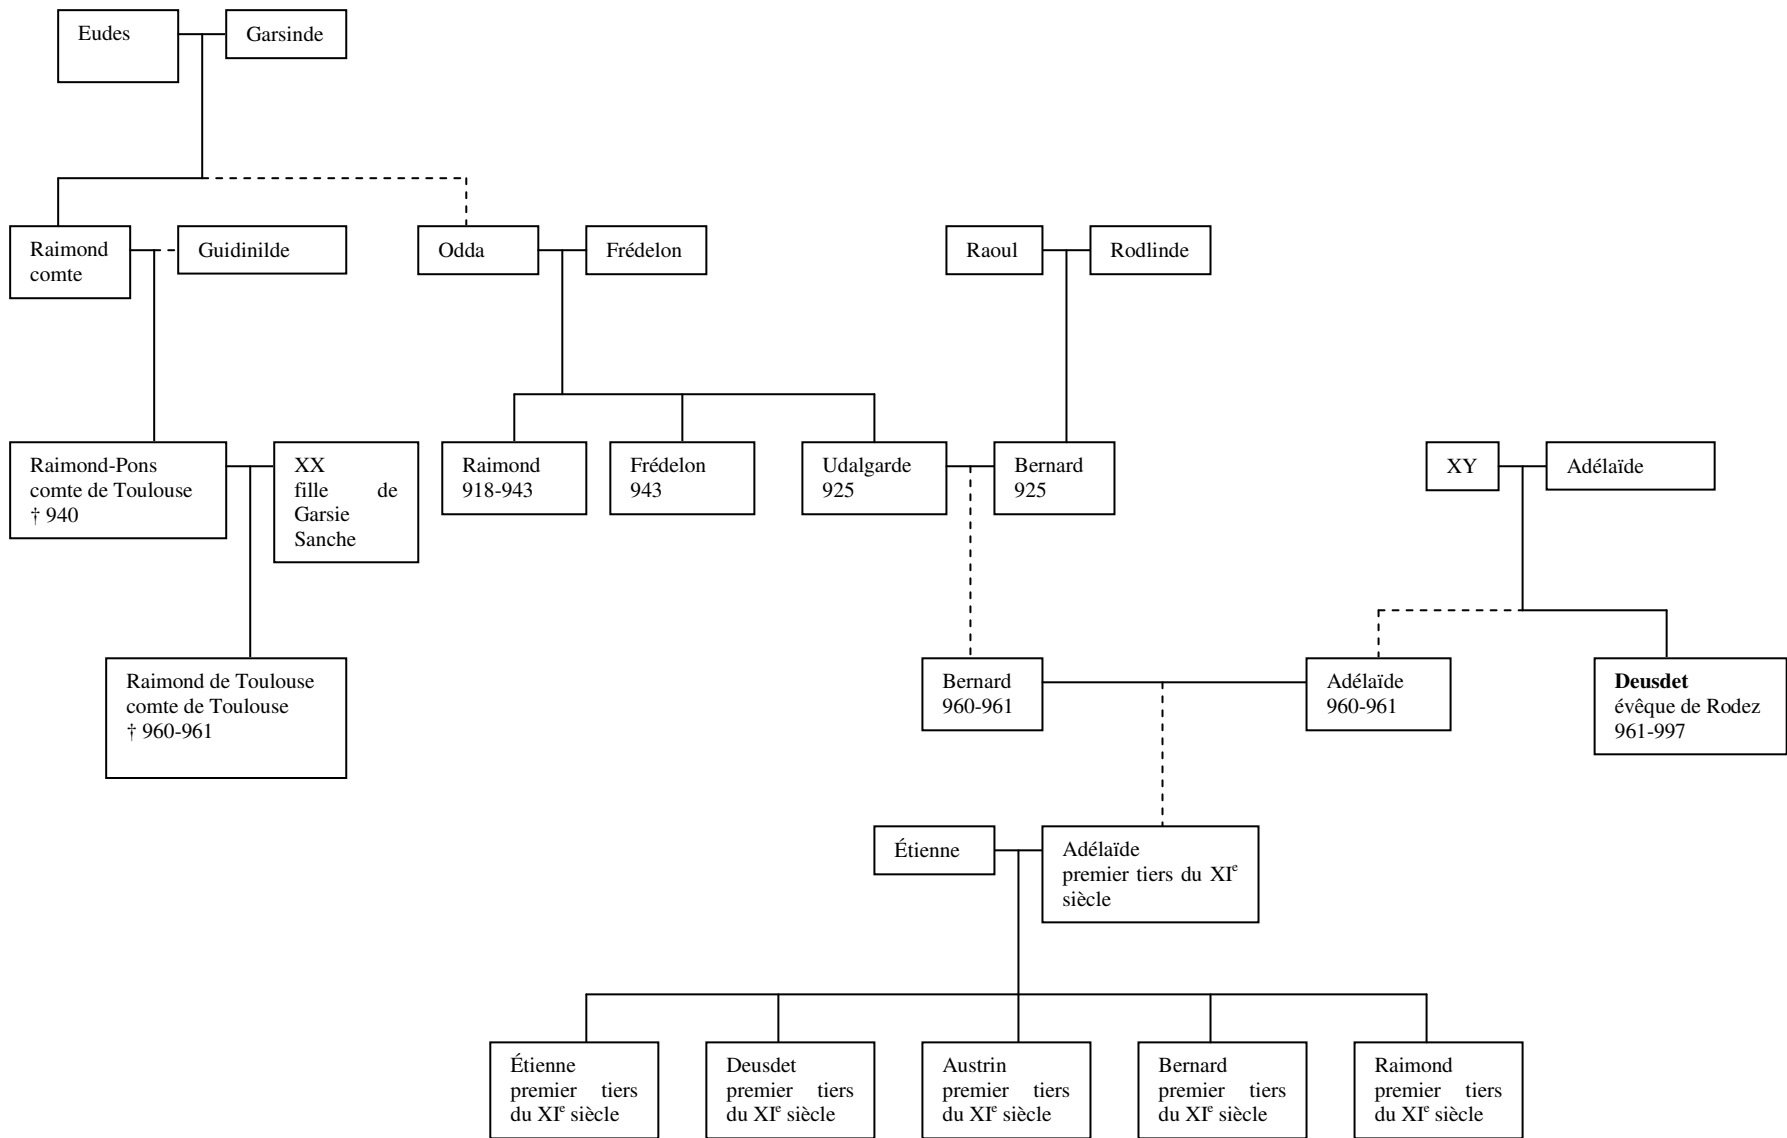 Eudes
Garsinde
Raimond
comte
Guidinilde
Odda
Frédelon
Raoul
Rodlinde
Raimond-Pons
comte de Toulouse
† 940
XX
fille de
Garsie
Sanche
Raimond
918-943
Frédelon
943
Udalgarde
925
Bernard
925
XY
Adélaïde
Raimond de Toulouse
comte de Toulouse
† 960-961
Bernard
960-961
Adélaïde
960-961
Deusdet
évêque de Rodez
961-997
Étienne
Adélaïde
premier tiers du XIe
siècle
Étienne
premier tiers
du XIe siècle
Deusdet
premier tiers
du XIe siècle
Austrin
premier tiers
du XIe siècle
Bernard
premier tiers
du XIe siècle
Raimond
premier tiers
du XIe siècle